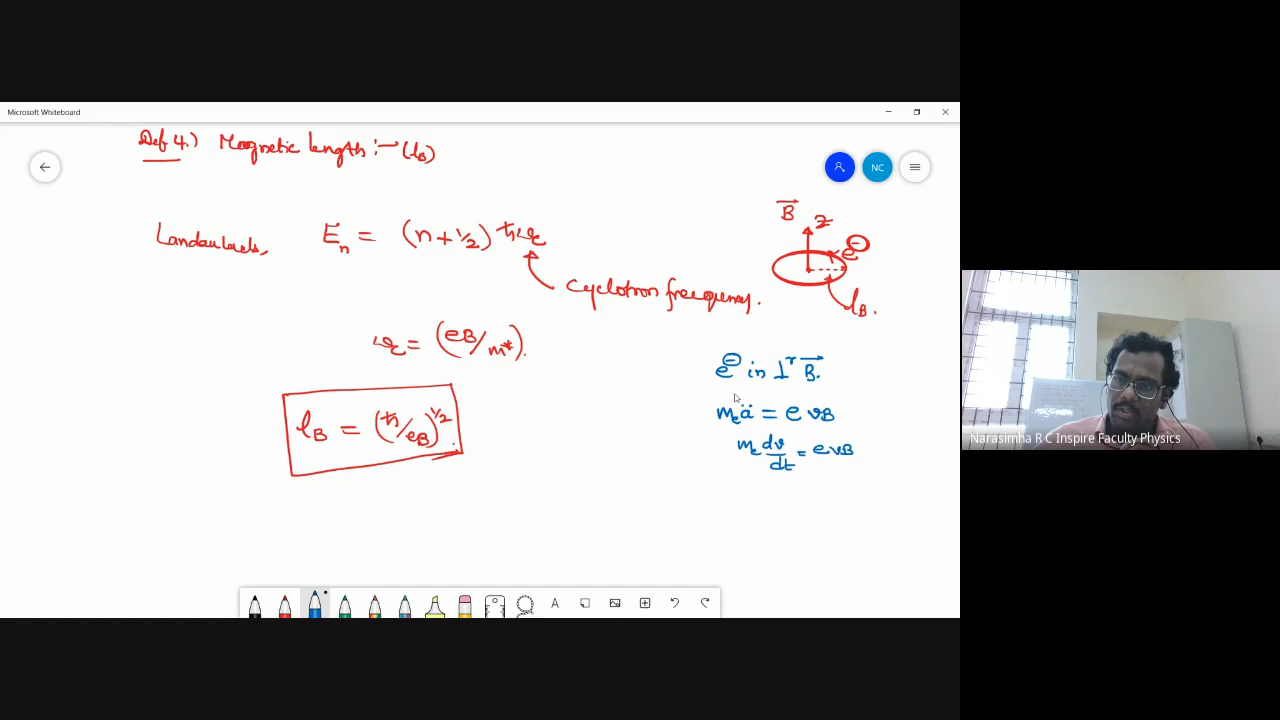 Microsoft Whiteboard
Def 4.) Magnetic length :- (lB)
NC
B⃗
z
Landau levels, En = (n + 1/2) ħωc
e⊖
cyclotron frequency.
lB.
ωc = (eB/m*).
e⊖ in ⊥r B⃗.
lB = (ħ/eB)^1/2.
me ä = e v B
me dv/dt = e v B
A
Narasimha R C Inspire Faculty Physics